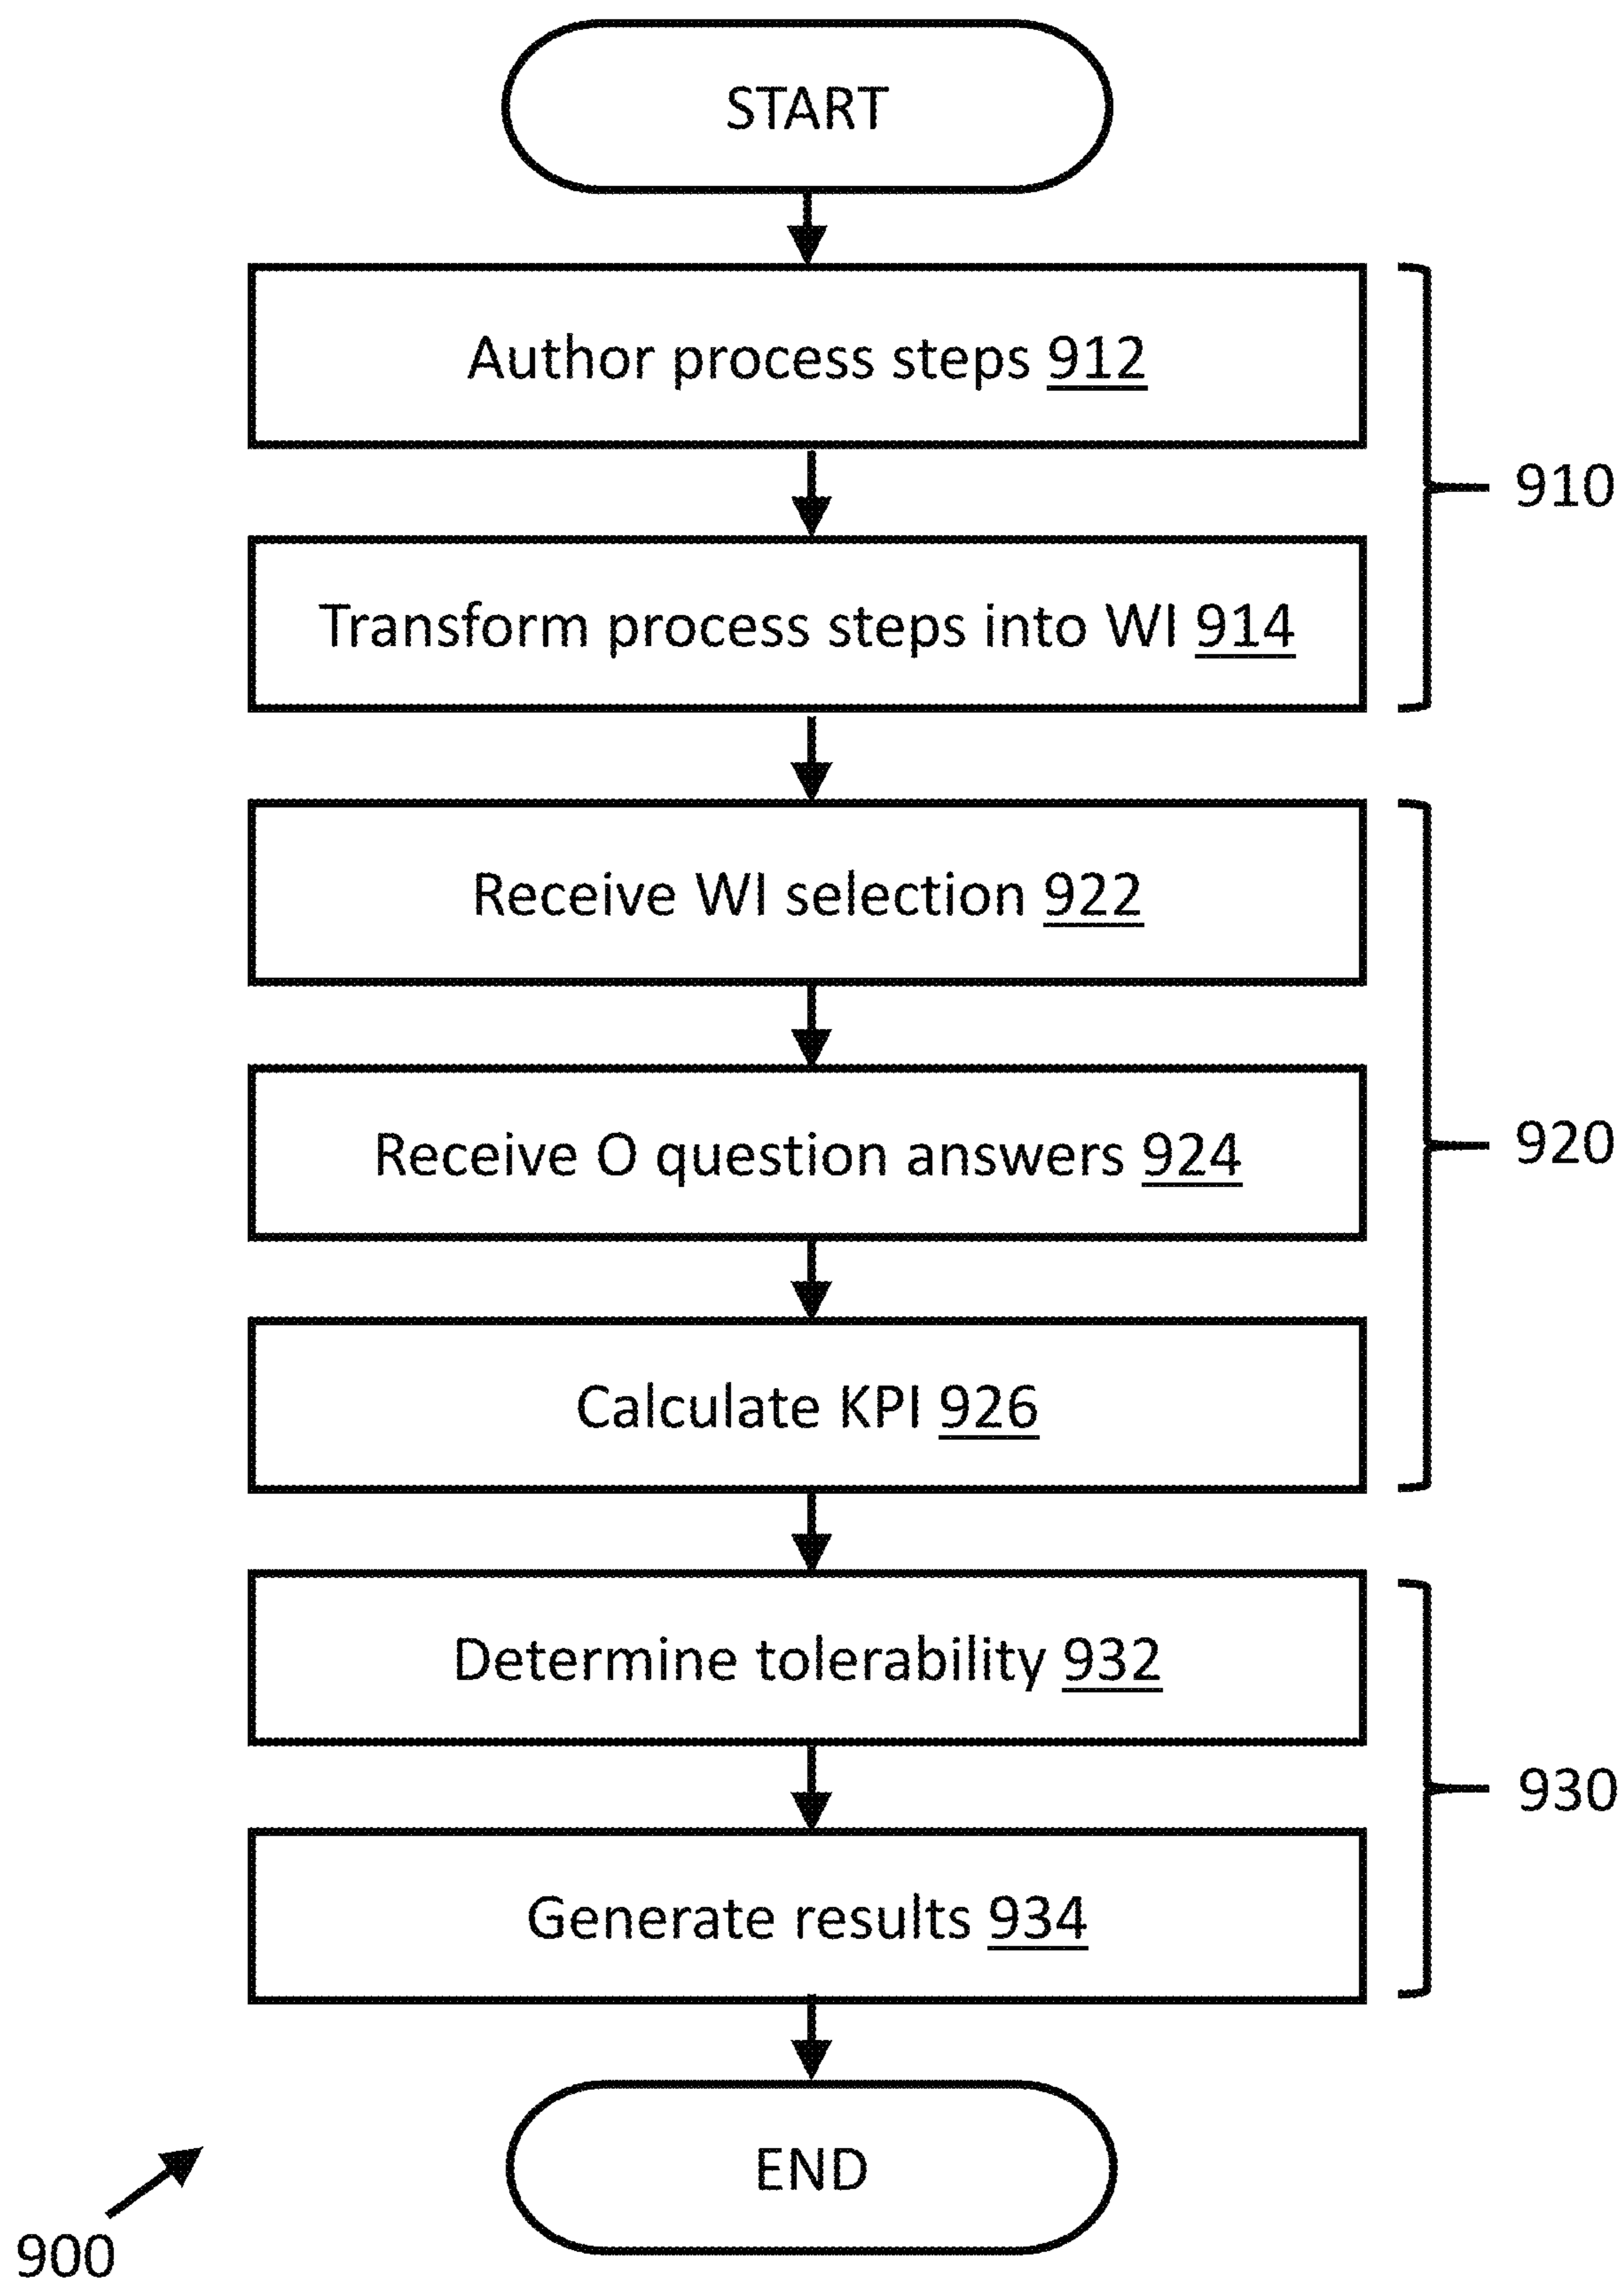 START
Author process steps 912
910
Transform process steps into WI 914
Receive WI selection 922
Receive O question answers 924
920
Calculate KPI 926
Determine tolerability 932
930
Generate results 934
END
900